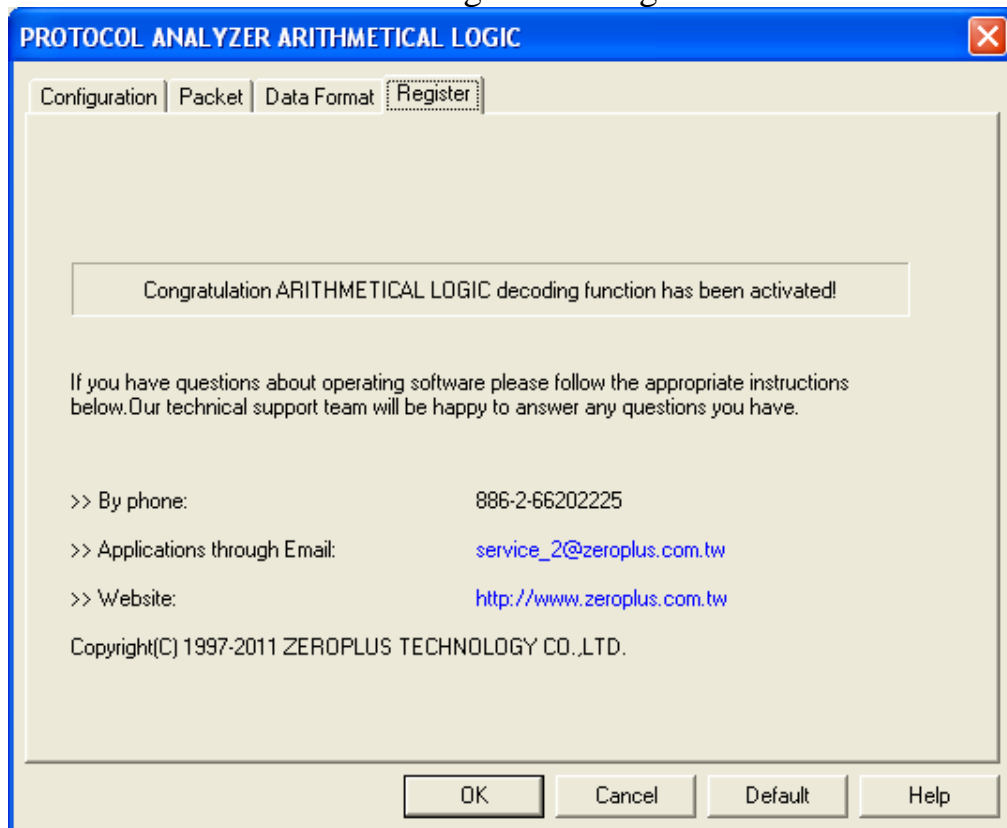 PROTOCOL ANALYZER ARITHMETICAL LOGIC
Configuration Packet Data Format Register
Congratulation ARITHMETICAL LOGIC decoding function has been activated!
If you have questions about operating software please follow the appropriate instructions
below.Our technical support team will be happy to answer any questions you have.
>> By phone: 886-2-66202225
>> Applications through Email: service_2@zeroplus.com.tw
>> Website: http://www.zeroplus.com.tw
Copyright(C) 1997-2011 ZEROPLUS TECHNOLOGY CO.,LTD.
OK Cancel Default Help